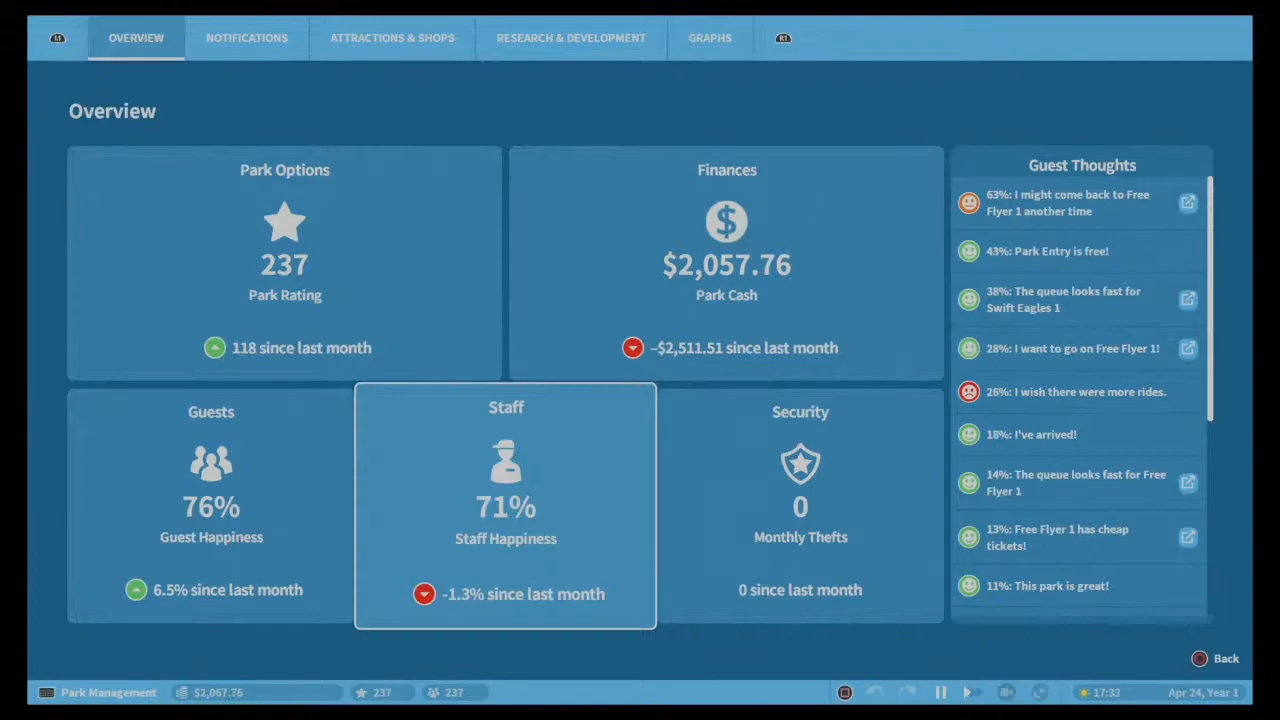 L1
OVERVIEW
NOTIFICATIONS
ATTRACTIONS & SHOPS
RESEARCH & DEVELOPMENT
GRAPHS
R1
Overview
Park Options
237
Park Rating
118 since last month
Finances
$2,057.76
Park Cash
-$2,511.51 since last month
Guests
76%
Guest Happiness
6.5% since last month
Staff
71%
Staff Happiness
-1.3% since last month
Security
0
Monthly Thefts
0 since last month
Guest Thoughts
63%: I might come back to Free
Flyer 1 another time
43%: Park Entry is free!
38%: The queue looks fast for
Swift Eagles 1
28%: I want to go on Free Flyer 1!
26%: I wish there were more rides.
18%: I've arrived!
14%: The queue looks fast for Free
Flyer 1
13%: Free Flyer 1 has cheap
tickets!
11%: This park is great!
Back
Park Management
237
237
17:33
Apr 24, Year 1